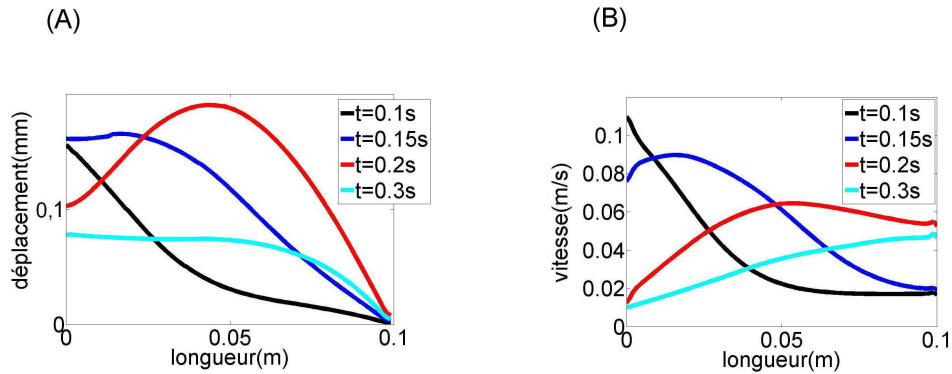 (A)
(B)
déplacement(mm)
0.1
0
0
0.05
0.1
longueur(m)
t=0.1s
t=0.15s
t=0.2s
t=0.3s
vitesse(m/s)
0.1
0.08
0.06
0.04
0.02
0
0
0.05
0.1
longueur(m)
t=0.1s
t=0.15s
t=0.2s
t=0.3s